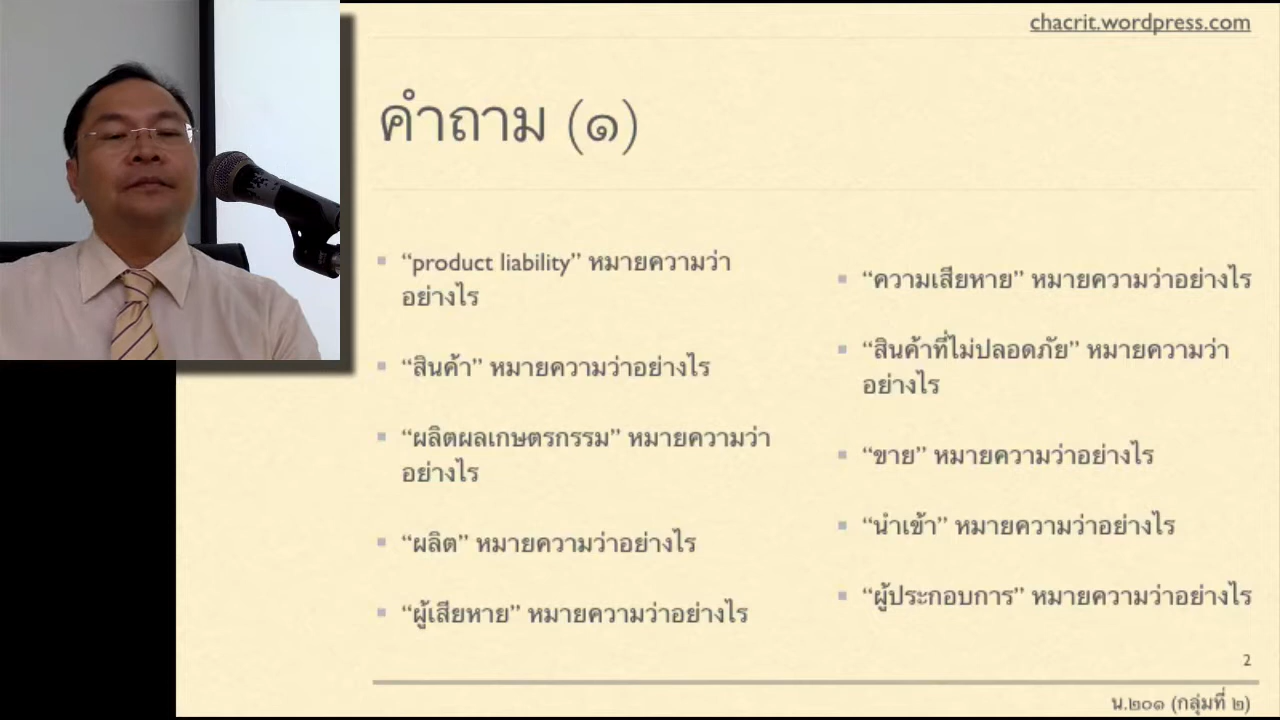 chacrit.wordpress.com
คำถาม (๑)
“product liability” หมายความว่า
อย่างไร
“สินค้า” หมายความว่าอย่างไร
“ผลิตผลเกษตรกรรม” หมายความว่า
อย่างไร
“ผลิต” หมายความว่าอย่างไร
“ผู้เสียหาย” หมายความว่าอย่างไร
“ความเสียหาย” หมายความว่าอย่างไร
“สินค้าที่ไม่ปลอดภัย” หมายความว่า
อย่างไร
“ขาย” หมายความว่าอย่างไร
“นำเข้า” หมายความว่าอย่างไร
“ผู้ประกอบการ” หมายความว่าอย่างไร
2
น.๒๐๑ (กลุ่มที่ ๒)